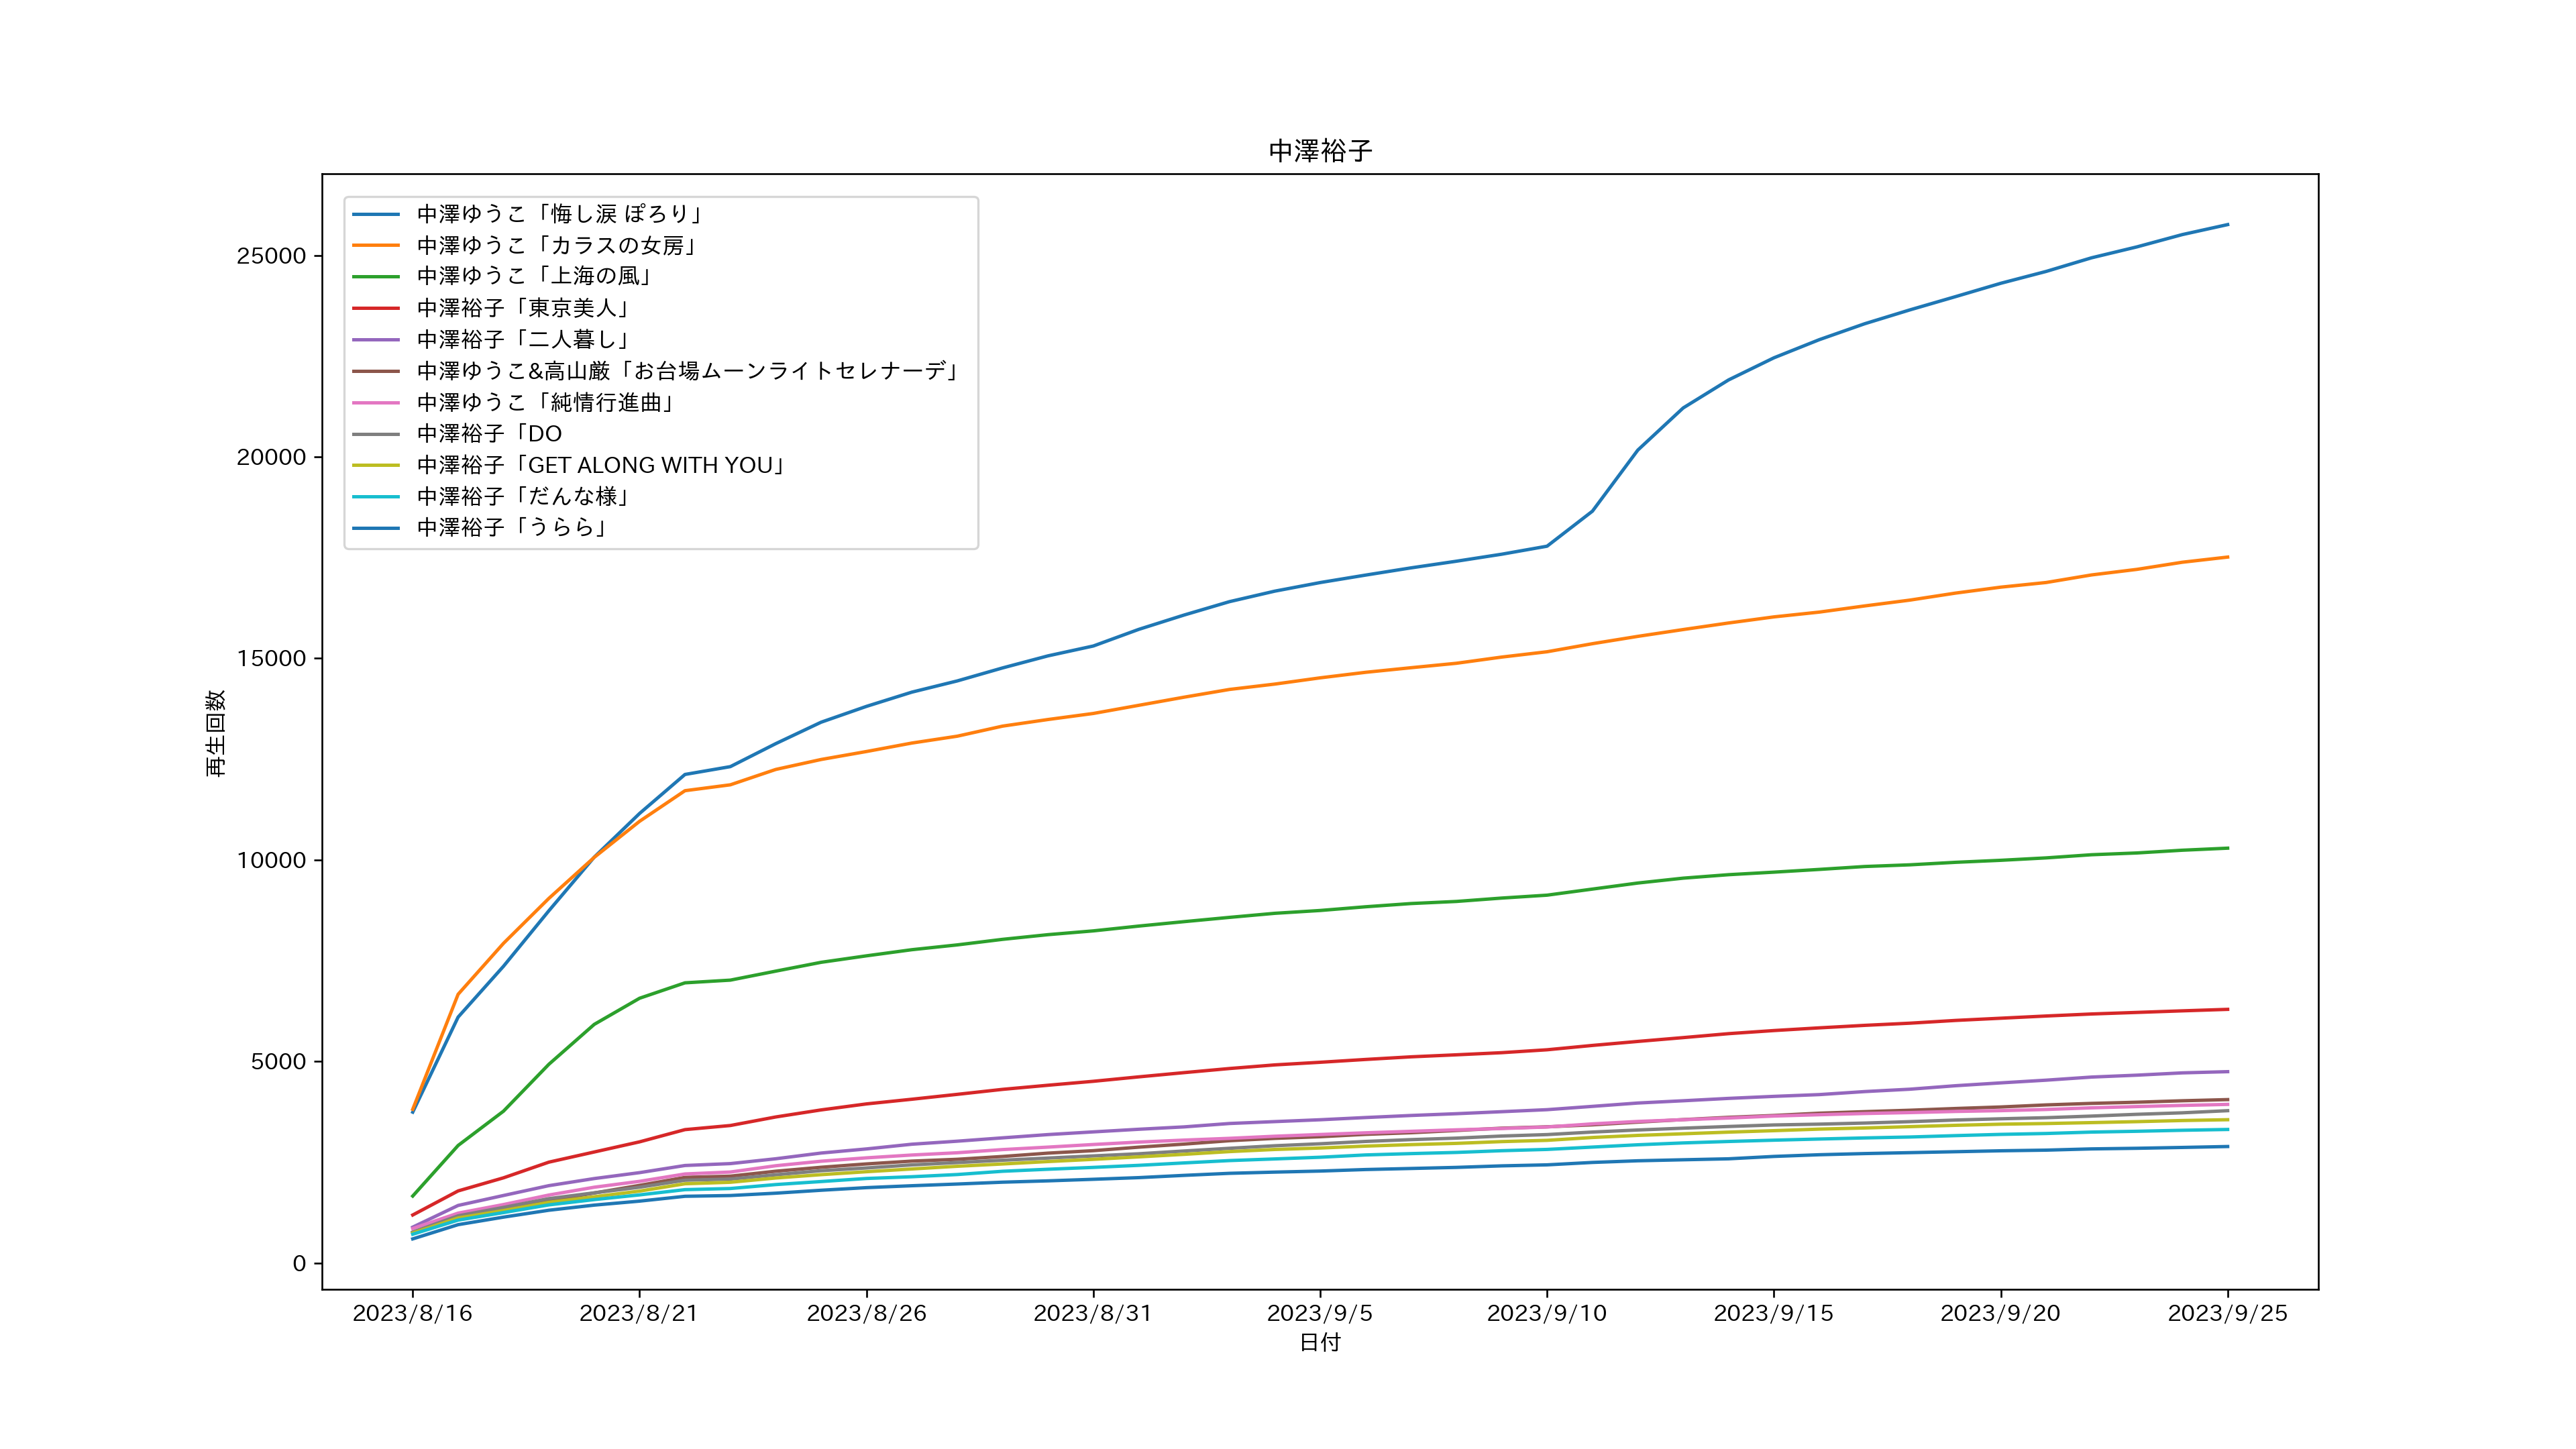 中澤裕子
中澤ゆうこ「悔し涙 ぽろり」
中澤ゆうこ「カラスの女房」
中澤ゆうこ「上海の風」
中澤裕子「東京美人」
中澤裕子「二人暮し」
中澤ゆうこ&高山厳「お台場ムーンライトセレナーデ」
中澤ゆうこ「純情行進曲」
中澤裕子「DO
中澤裕子「GET ALONG WITH YOU」
中澤裕子「だんな様」
中澤裕子「うらら」
再生回数
25000
20000
15000
10000
5000
0
2023/8/16 2023/8/21 2023/8/26 2023/8/31 2023/9/5 2023/9/10 2023/9/15 2023/9/20 2023/9/25
日付